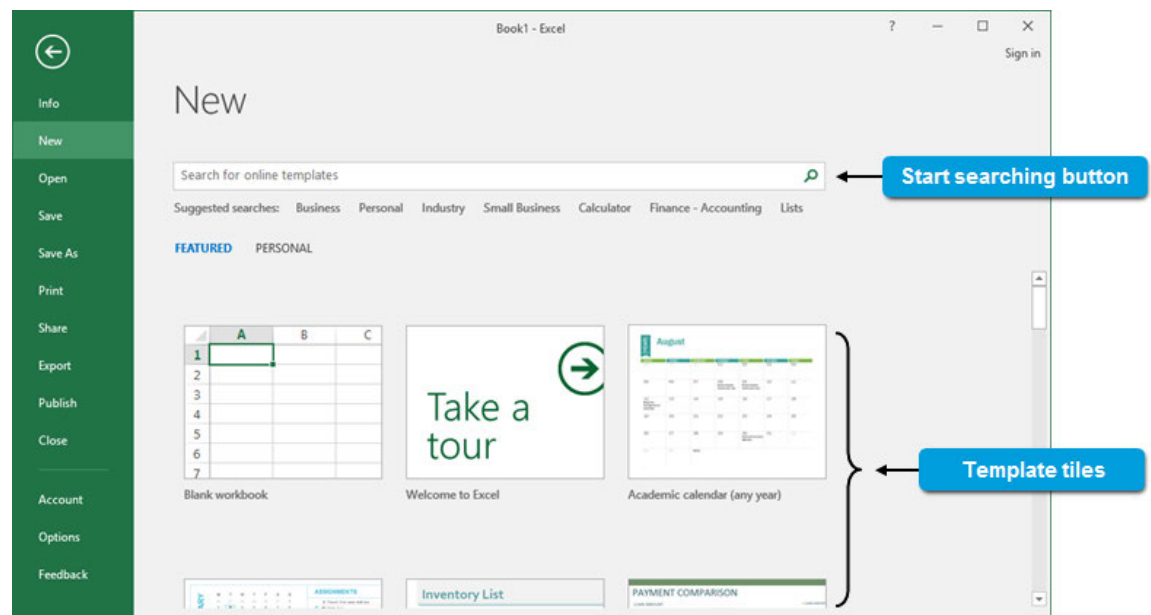 Book1 - Excel
?
Sign in
Info
New
Open
Save
Save As
Print
Share
Export
Publish
Close
Account
Options
Feedback
New
Search for online templates
Start searching button
Suggested searches: Business Personal Industry Small Business Calculator Finance - Accounting Lists
FEATURED PERSONAL
A B C
1
2
3
4
5
6
7
Blank workbook
Take a
tour
Welcome to Excel
August
Academic calendar (any year)
Template tiles
ASSIGNMENTS
Inventory List
PAYMENT COMPARISON